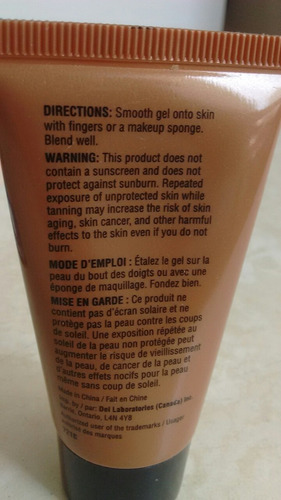 DIRECTIONS: Smooth gel onto skin
with fingers or a makeup sponge.
Blend well.
WARNING: This product does not
contain a sunscreen and does not
protect against sunburn. Repeated
exposure of unprotected skin while
tanning may increase the risk of skin
aging, skin cancer, and other harmful
effects to the skin even if you do not
burn.
MODE D'EMPLOI : Étalez le gel sur la
peau du bout des doigts ou avec une
éponge de maquillage. Fondez bien.
MISE EN GARDE : Ce produit ne
contient pas d'écran solaire et ne
protège pas la peau contre les coups
de soleil. Une exposition répétée au
soleil de la peau non protégée peut
augmenter le risque de vieillissement
de la peau, de cancer de la peau et
d'autres effets nocifs pour la peau
même sans coup de soleil.
Made in China / Fait en Chine
by / par: Del Laboratories (Canada) Inc.
Ontario, L4N 4Y8
user of the trademarks / Usager
des marques